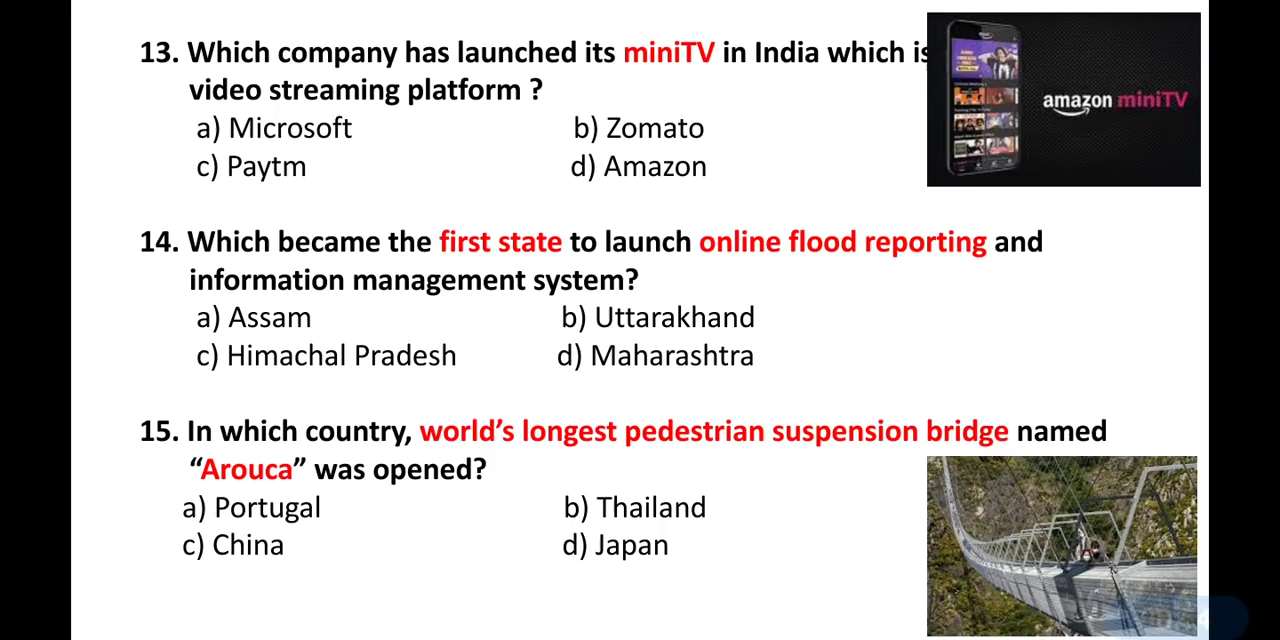 13. Which company has launched its miniTV in India which is
video streaming platform ?
a) Microsoft b) Zomato
c) Paytm d) Amazon
amazon miniTV
14. Which became the first state to launch online flood reporting and
information management system?
a) Assam b) Uttarakhand
c) Himachal Pradesh d) Maharashtra
15. In which country, world’s longest pedestrian suspension bridge named
“Arouca” was opened?
a) Portugal b) Thailand
c) China d) Japan